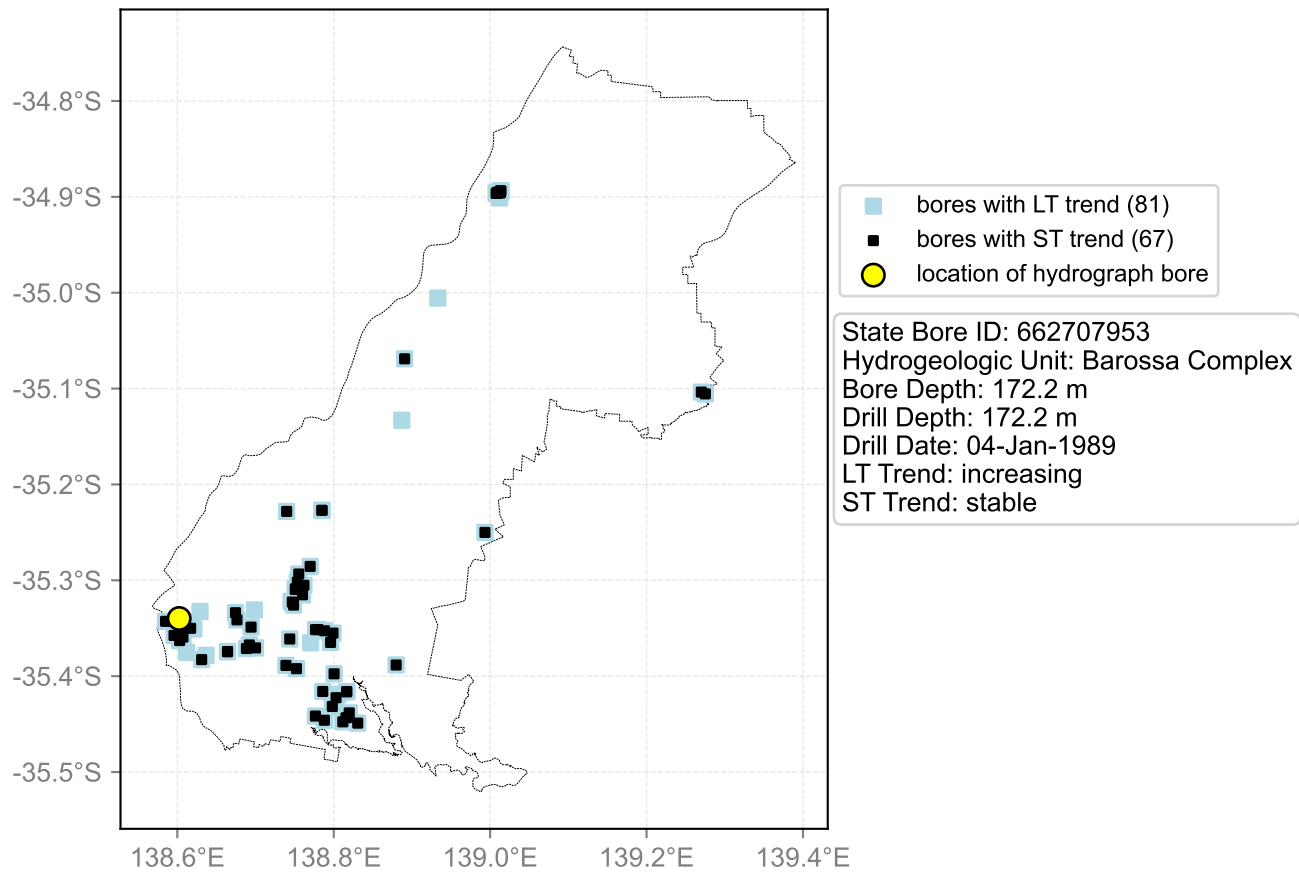 -34.8°S
-34.9°S
-35.0°S
-35.1°S
-35.2°S
-35.3°S
-35.4°S
-35.5°S
138.6°E
138.8°E
139.0°E
139.2°E
139.4°E
bores with LT trend (81)
bores with ST trend (67)
location of hydrograph bore
State Bore ID: 662707953
Hydrogeologic Unit: Barossa Complex
Bore Depth: 172.2 m
Drill Depth: 172.2 m
Drill Date: 04-Jan-1989
LT Trend: increasing
ST Trend: stable